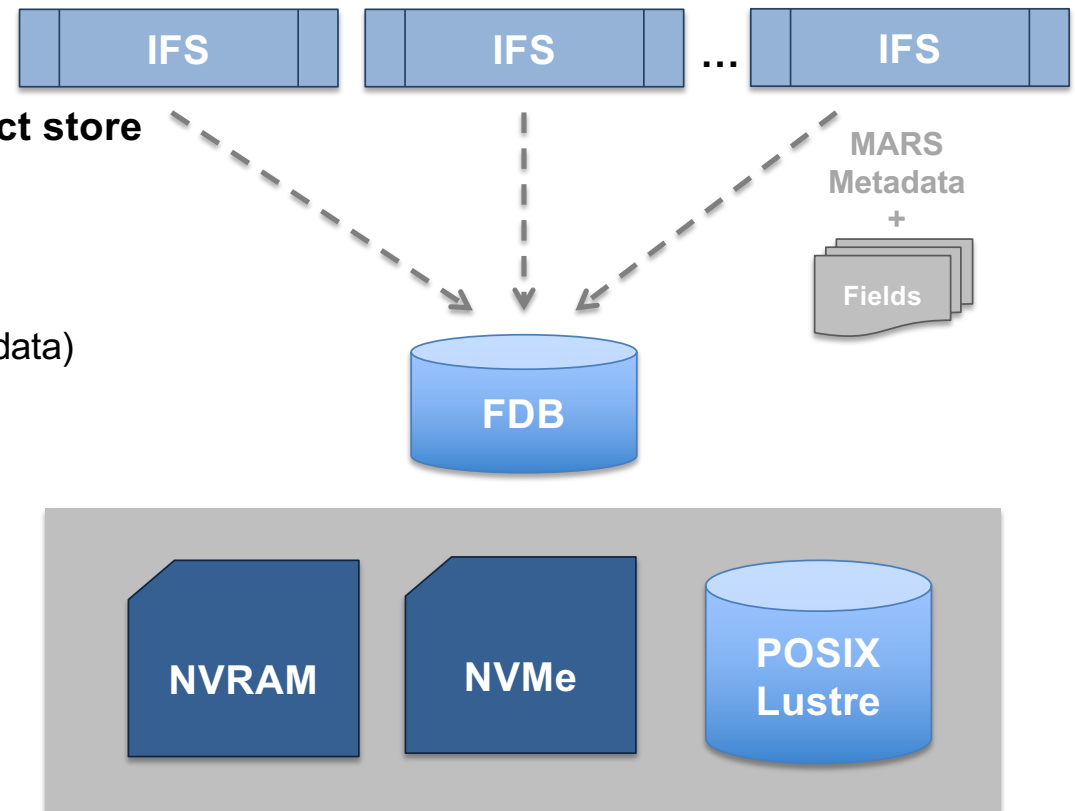 IFS
IFS
...
IFS
ct store
MARS
Metadata
+
Fields
data)
FDB
NVRAM
NVMe
POSIX
Lustre